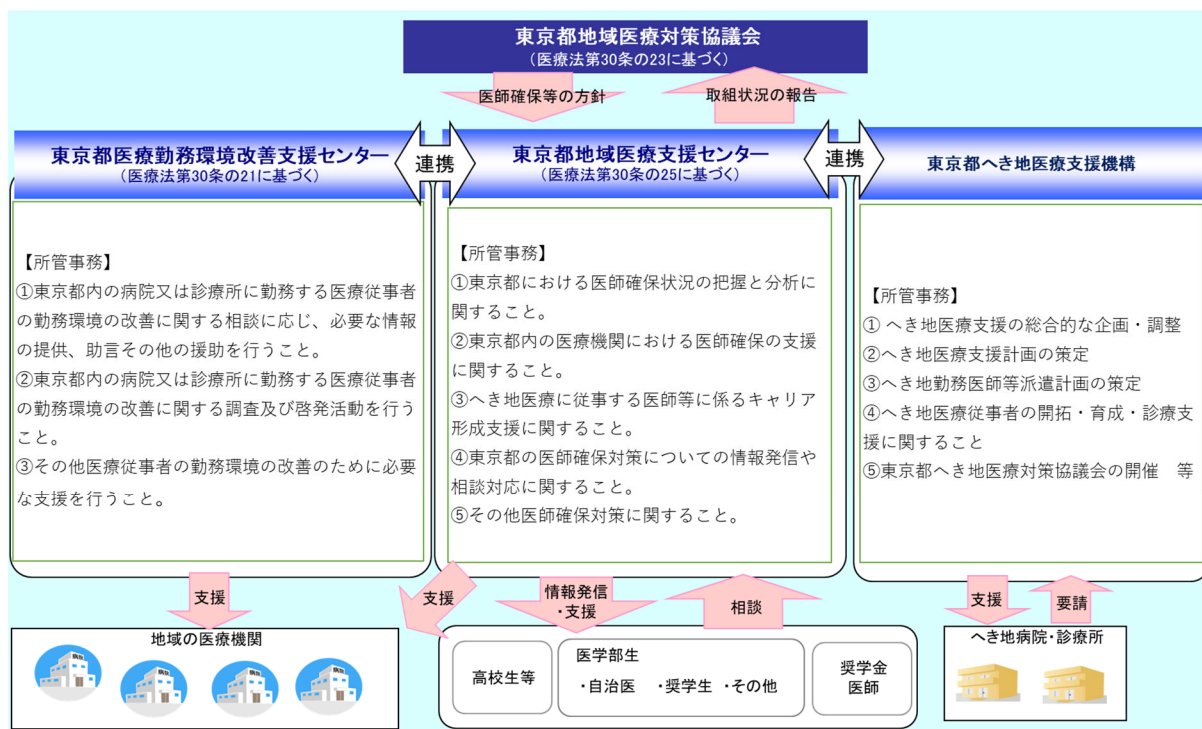 東京都地域医療対策協議会
(医療法第30条の23に基づく)
医師確保等の方針
取組状況の報告
東京都医療勤務環境改善支援センター
(医療法第30条の21に基づく)
連携
東京都地域医療支援センター
(医療法第30条の25に基づく)
連携
東京都へき地医療支援機構
【所管事務】
①東京都内の病院又は診療所に勤務する医療従事者
の勤務環境の改善に関する相談に応じ、必要な情報
の提供、助言その他の援助を行うこと。
②東京都内の病院又は診療所に勤務する医療従事者
の勤務環境の改善に関する調査及び啓発活動を行う
こと。
③その他医療従事者の勤務環境の改善のために必要
な支援を行うこと。
【所管事務】
①東京都における医師確保状況の把握と分析に
関すること。
②東京都内の医療機関における医師確保の支援
に関すること。
③へき地医療に従事する医師等に係るキャリア
形成支援に関すること。
④東京都の医師確保対策についての情報発信や
相談対応に関すること。
⑤その他医師確保対策に関すること。
【所管事務】
① へき地医療支援の総合的な企画・調整
②へき地医療支援計画の策定
③へき地勤務医師等派遣計画の策定
④へき地医療従事者の開拓・育成・診療支
援に関すること
⑤東京都へき地医療対策協議会の開催 等
支援
支援
情報発信
・支援
相談
支援
要請
地域の医療機関
病院
病院
病院
病院
高校生等
医学部生
・自治医 ・奨学生 ・その他
奨学金
医師
へき地病院・診療所